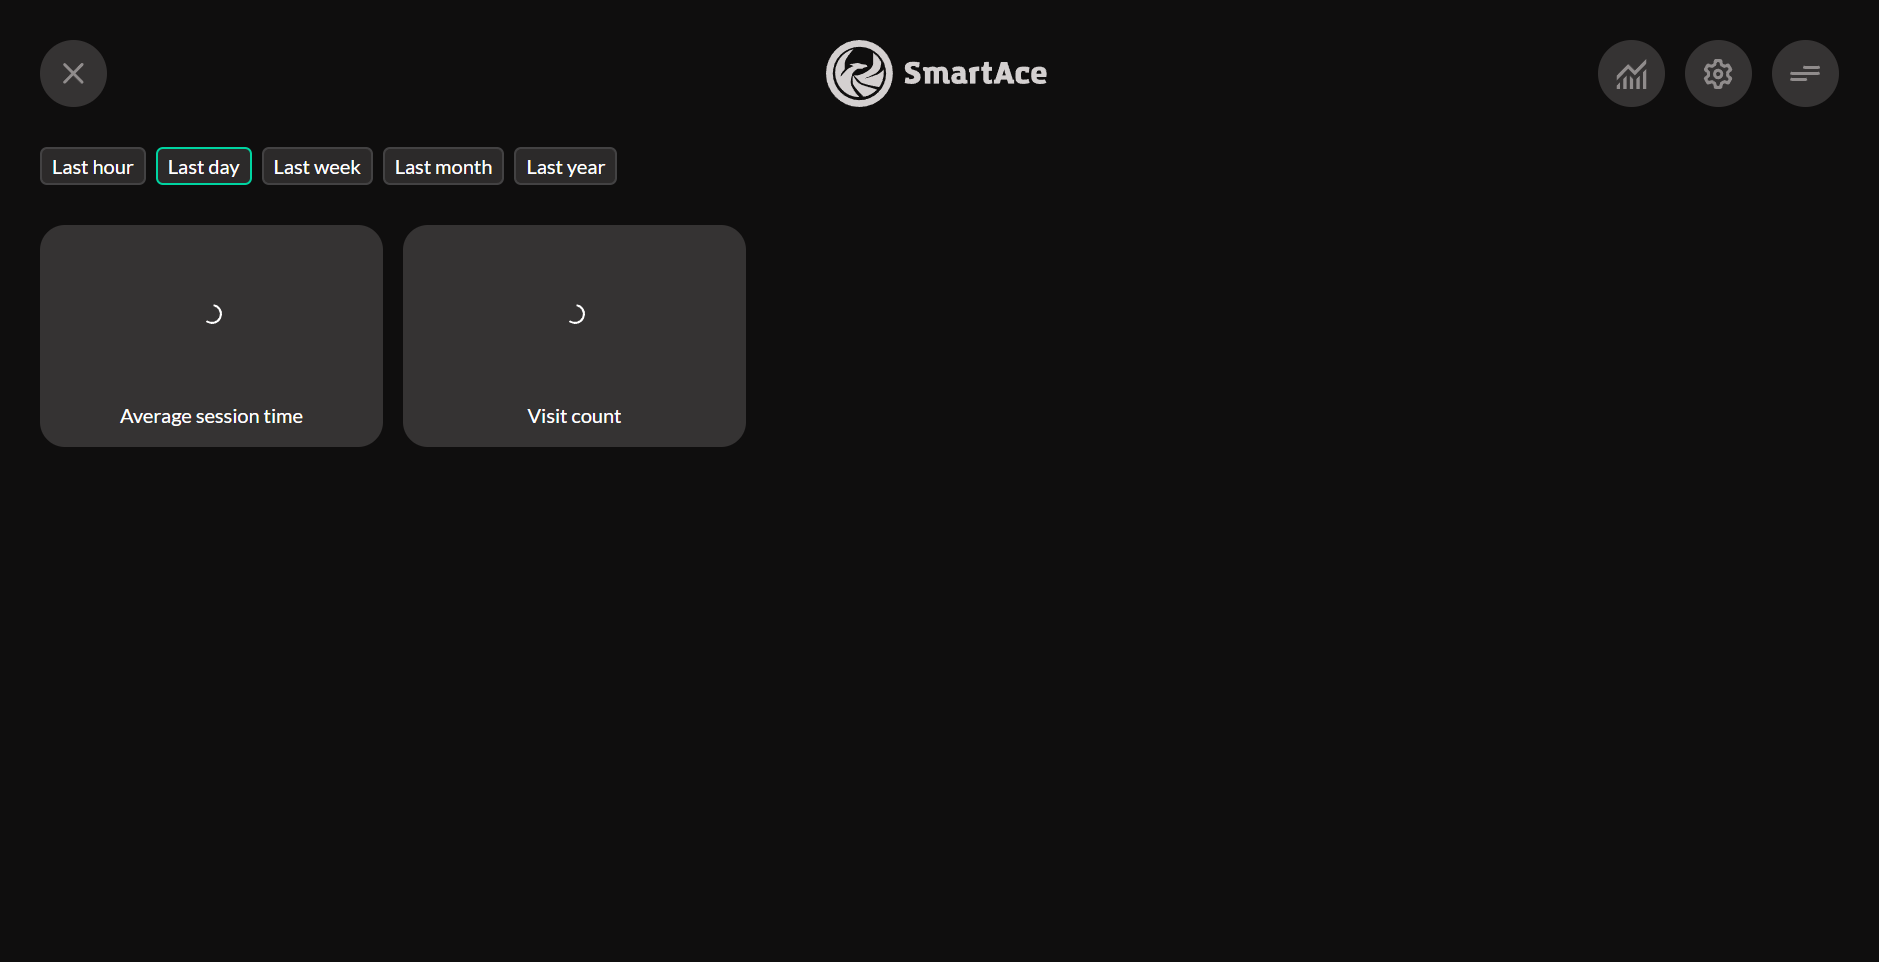 SmartAce
Last hour
Last day
Last week
Last month
Last year
Average session time
Visit count